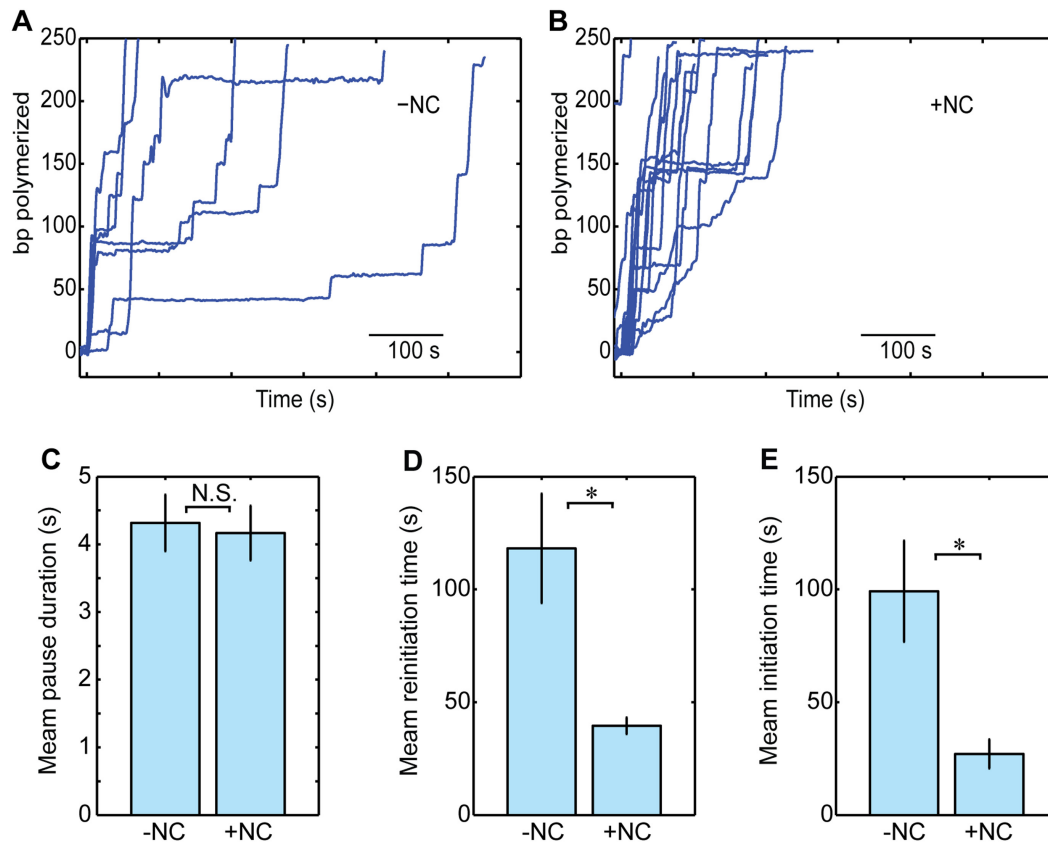 A
250
200
150
100
50
0
bp polymerized
−NC
100 s
Time (s)
B
250
200
150
100
50
0
bp polymerized
+NC
100 s
Time (s)
C
5
4
3
2
1
0
Meam pause duration (s)
N.S.
-NC +NC
D
150
100
50
0
Meam reinitiation time (s)
*
-NC +NC
E
150
100
50
0
Meam initiation time (s)
*
-NC +NC